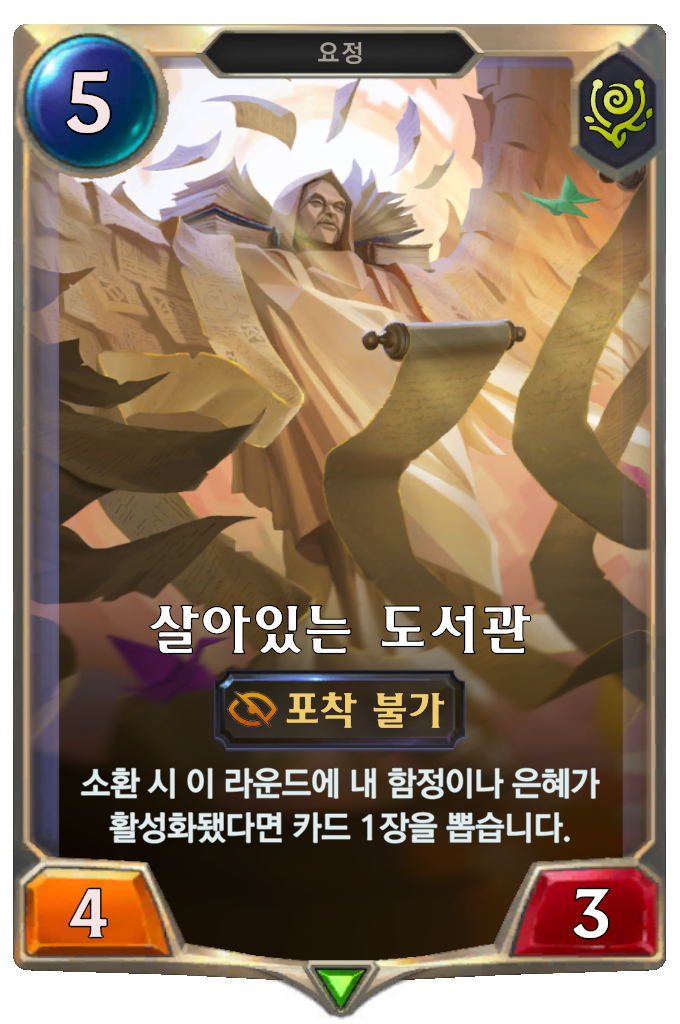 요정
5
살아있는 도서관
포착 불가
소환 시 이 라운드에 내 함정이나 은혜가
활성화됐다면 카드 1장을 뽑습니다.
4
3